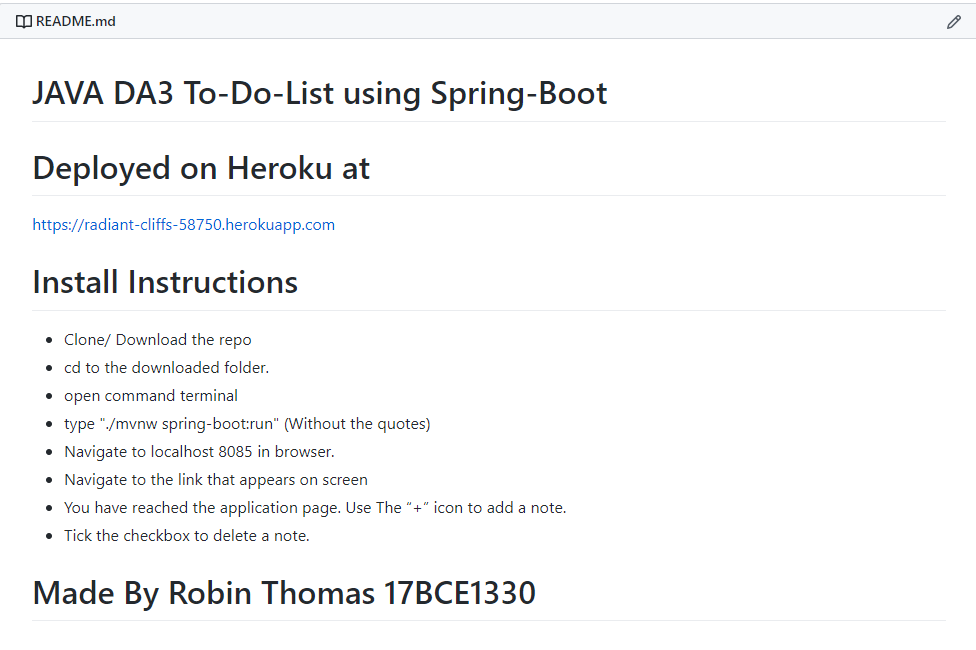 README.md
JAVA DA3 To-Do-List using Spring-Boot
Deployed on Heroku at
https://radiant-cliffs-58750.herokuapp.com
Install Instructions
Clone/ Download the repo
cd to the downloaded folder.
open command terminal
type "./mvnw spring-boot:run" (Without the quotes)
Navigate to localhost 8085 in browser.
Navigate to the link that appears on screen
You have reached the application page. Use The “+” icon to add a note.
Tick the checkbox to delete a note.
Made By Robin Thomas 17BCE1330